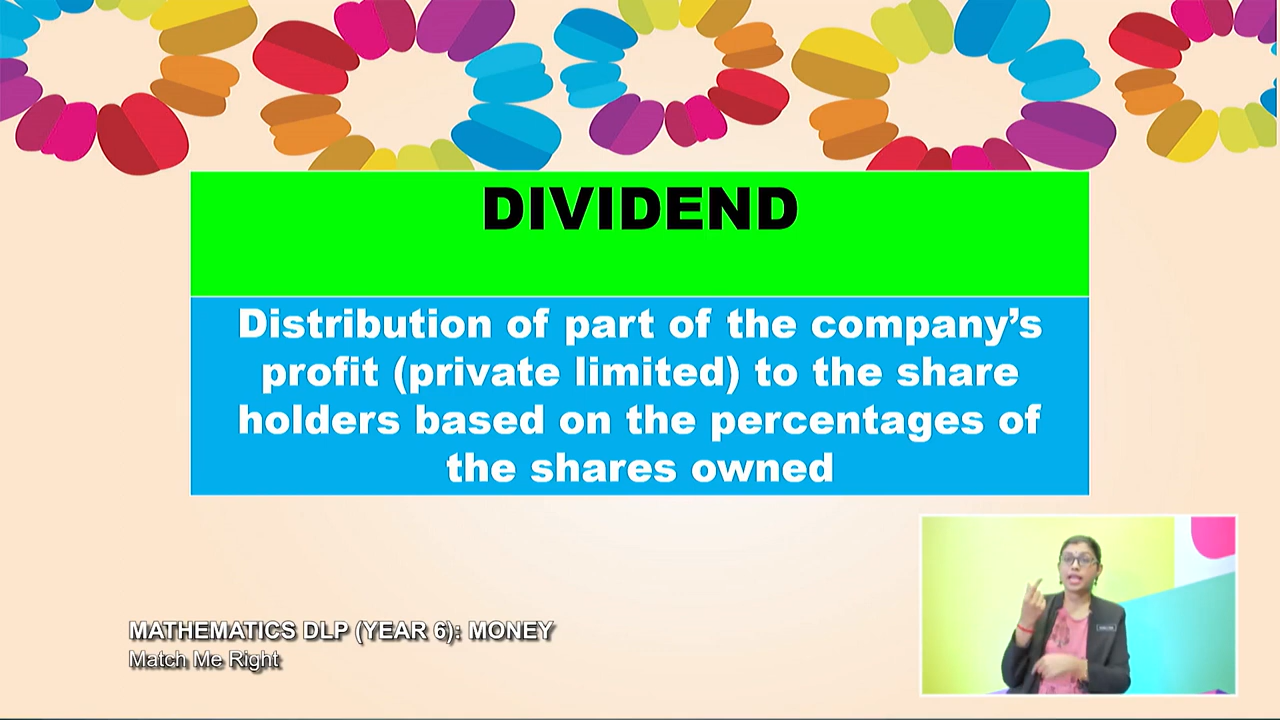 DIVIDEND
Distribution of part of the company’s
profit (private limited) to the share
holders based on the percentages of
the shares owned
MATHEMATICS DLP (YEAR 6): MONEY
Match Me Right